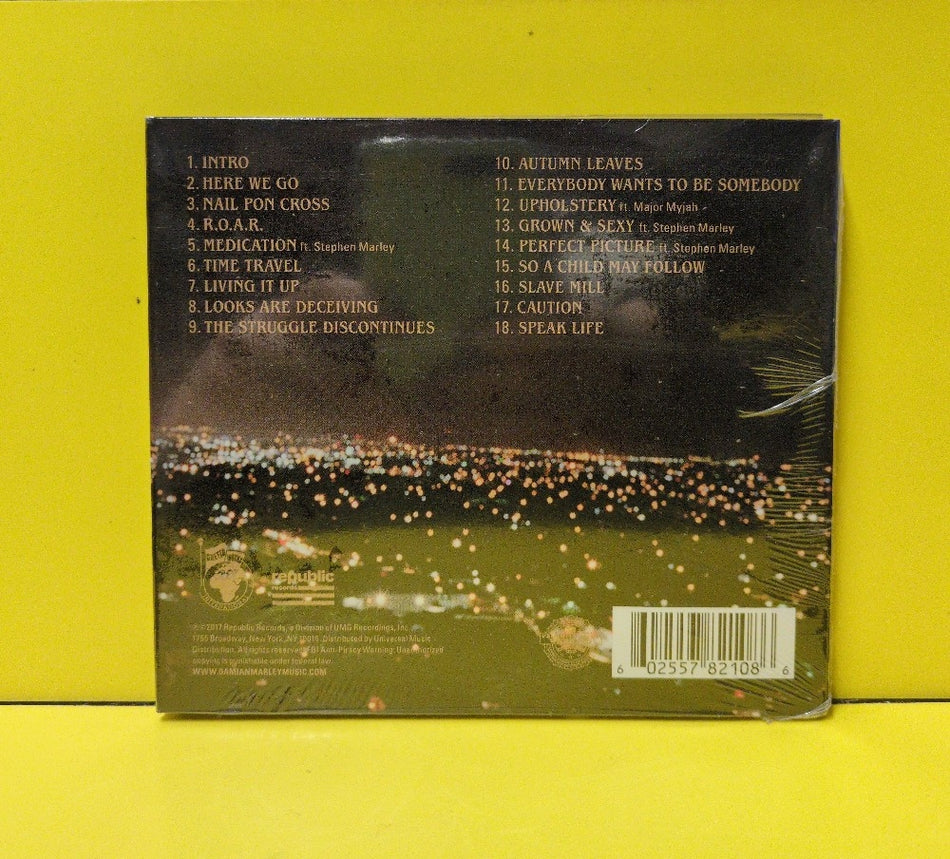 1. INTRO
2. HERE WE GO
3. NAIL PON CROSS
4. R.O.A.R.
5. MEDICATION ft. Stephen Marley
6. TIME TRAVEL
7. LIVING IT UP
8. LOOKS ARE DECEIVING
9. THE STRUGGLE DISCONTINUES
10. AUTUMN LEAVES
11. EVERYBODY WANTS TO BE SOMEBODY
12. UPHOLSTERY ft. Major Myjah
13. GROWN & SEXY ft. Stephen Marley
14. PERFECT PICTURE ft. Stephen Marley
15. SO A CHILD MAY FOLLOW
16. SLAVE MILL
17. CAUTION
18. SPEAK LIFE
republic
records
℗ © 2017 Republic Records, a Division of UMG Recordings, Inc.
1755 Broadway, New York, NY 10019. Distributed by Universal Music
Distribution. All rights reserved. FBI Anti-Piracy Warning: Unauthorized
copying is punishable under federal law.
WWW.DAMIANMARLEYMUSIC.COM
6 02557 82108 6